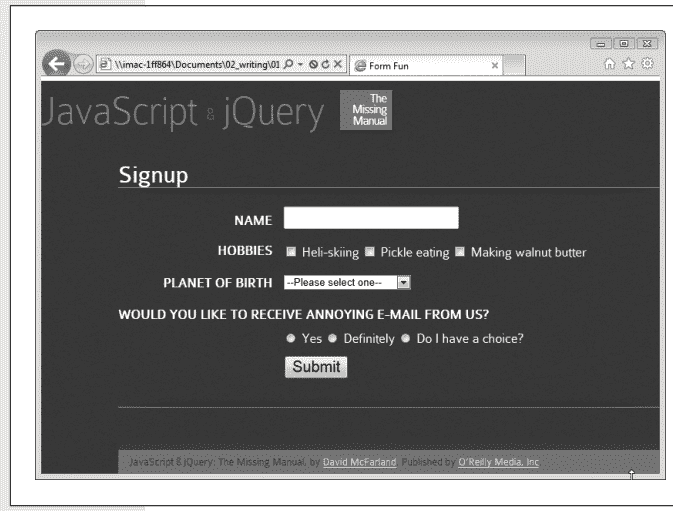 \\imac-1ff864\Documents\02_writing\01
Form Fun
JavaScript & jQuery
The
Missing
Manual
Signup
NAME
HOBBIES Heli-skiing Pickle eating Making walnut butter
PLANET OF BIRTH --Please select one--
WOULD YOU LIKE TO RECEIVE ANNOYING E-MAIL FROM US?
Yes Definitely Do I have a choice?
Submit
JavaScript & jQuery: The Missing Manual, by David McFarland. Published by O'Reilly Media, Inc